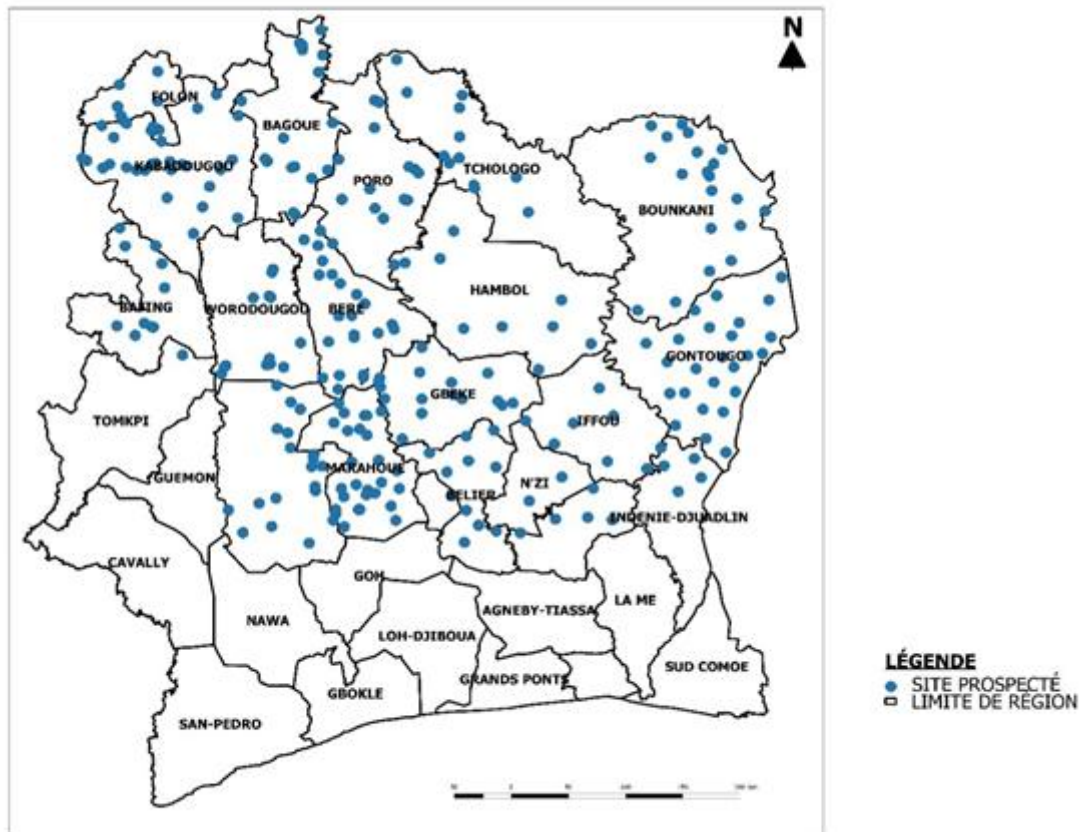 N
FOLON
BAGOUE
KABADOUGOU
PORO
TCHOLOGO
BOUNKANI
HAMBOL
BAFING
WORODOUGOU
BERE
GONTOUGO
GBEKE
TOMKPI
IFFOU
GUEMON
MARAHOUE
BELIER
N'ZI
INDENIE-DJUADLIN
CAVALLY
GOH
NAWA
AGNEBY-TIASSA
LA ME
LOH-DJIBOUA
SUD COMOE
GRANDS PONTS
GBOKLE
SAN-PEDRO
LÉGENDE
SITE PROSPECTÉ
LIMITE DE RÉGION